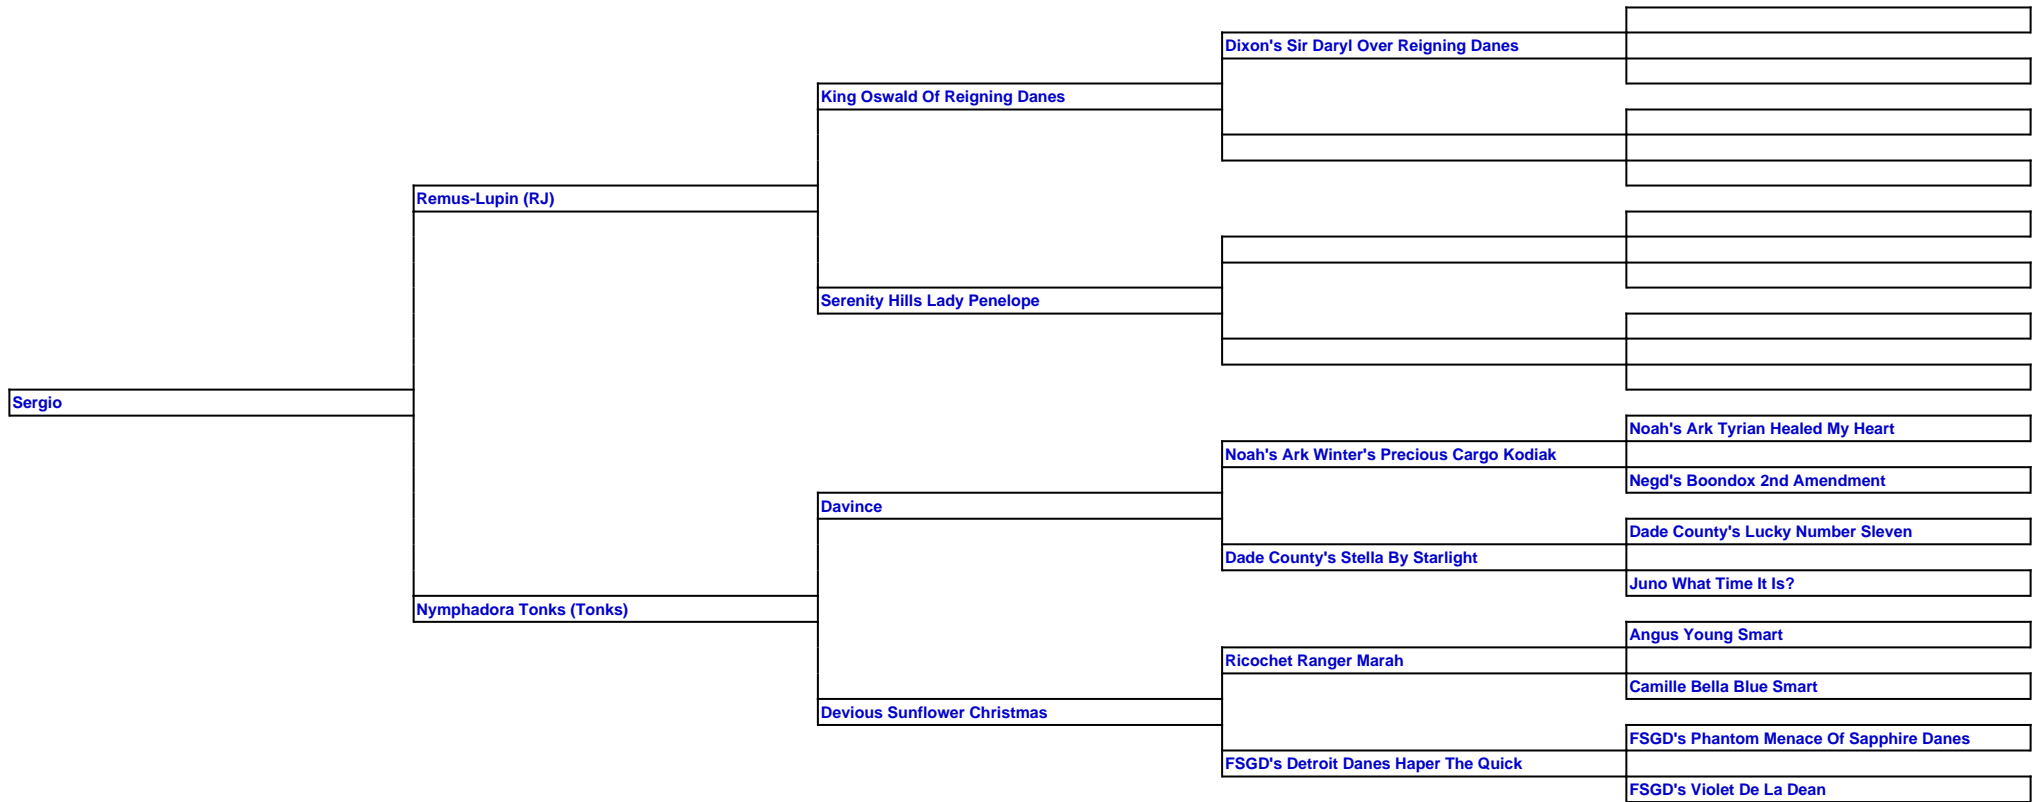 Dixon's Sir Daryl Over Reigning Danes
King Oswald Of Reigning Danes
Remus-Lupin (RJ)
Serenity Hills Lady Penelope
Sergio
Noah's Ark Tyrian Healed My Heart
Noah's Ark Winter's Precious Cargo Kodiak
Negd's Boondox 2nd Amendment
Davince
Dade County's Lucky Number Sleven
Dade County's Stella By Starlight
Juno What Time It Is?
Nymphadora Tonks (Tonks)
Angus Young Smart
Ricochet Ranger Marah
Camille Bella Blue Smart
Devious Sunflower Christmas
FSGD's Phantom Menace Of Sapphire Danes
FSGD's Detroit Danes Haper The Quick
FSGD's Violet De La Dean